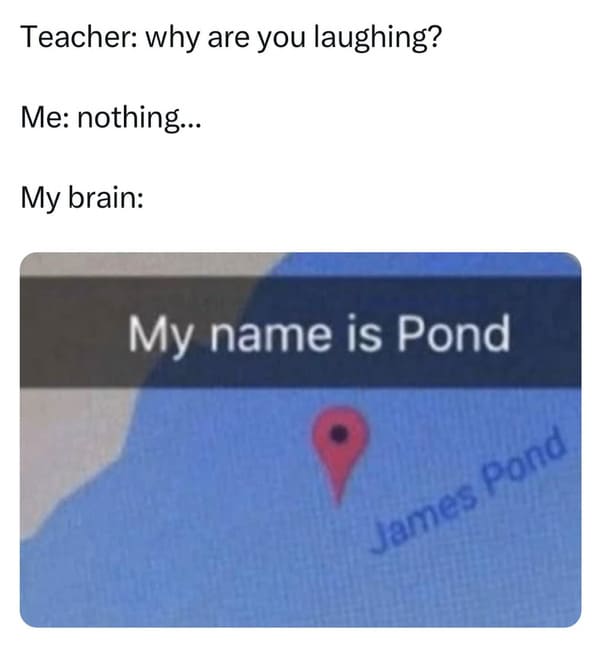 Teacher: why are you laughing?
Me: nothing...
My brain:
My name is Pond
James Pond